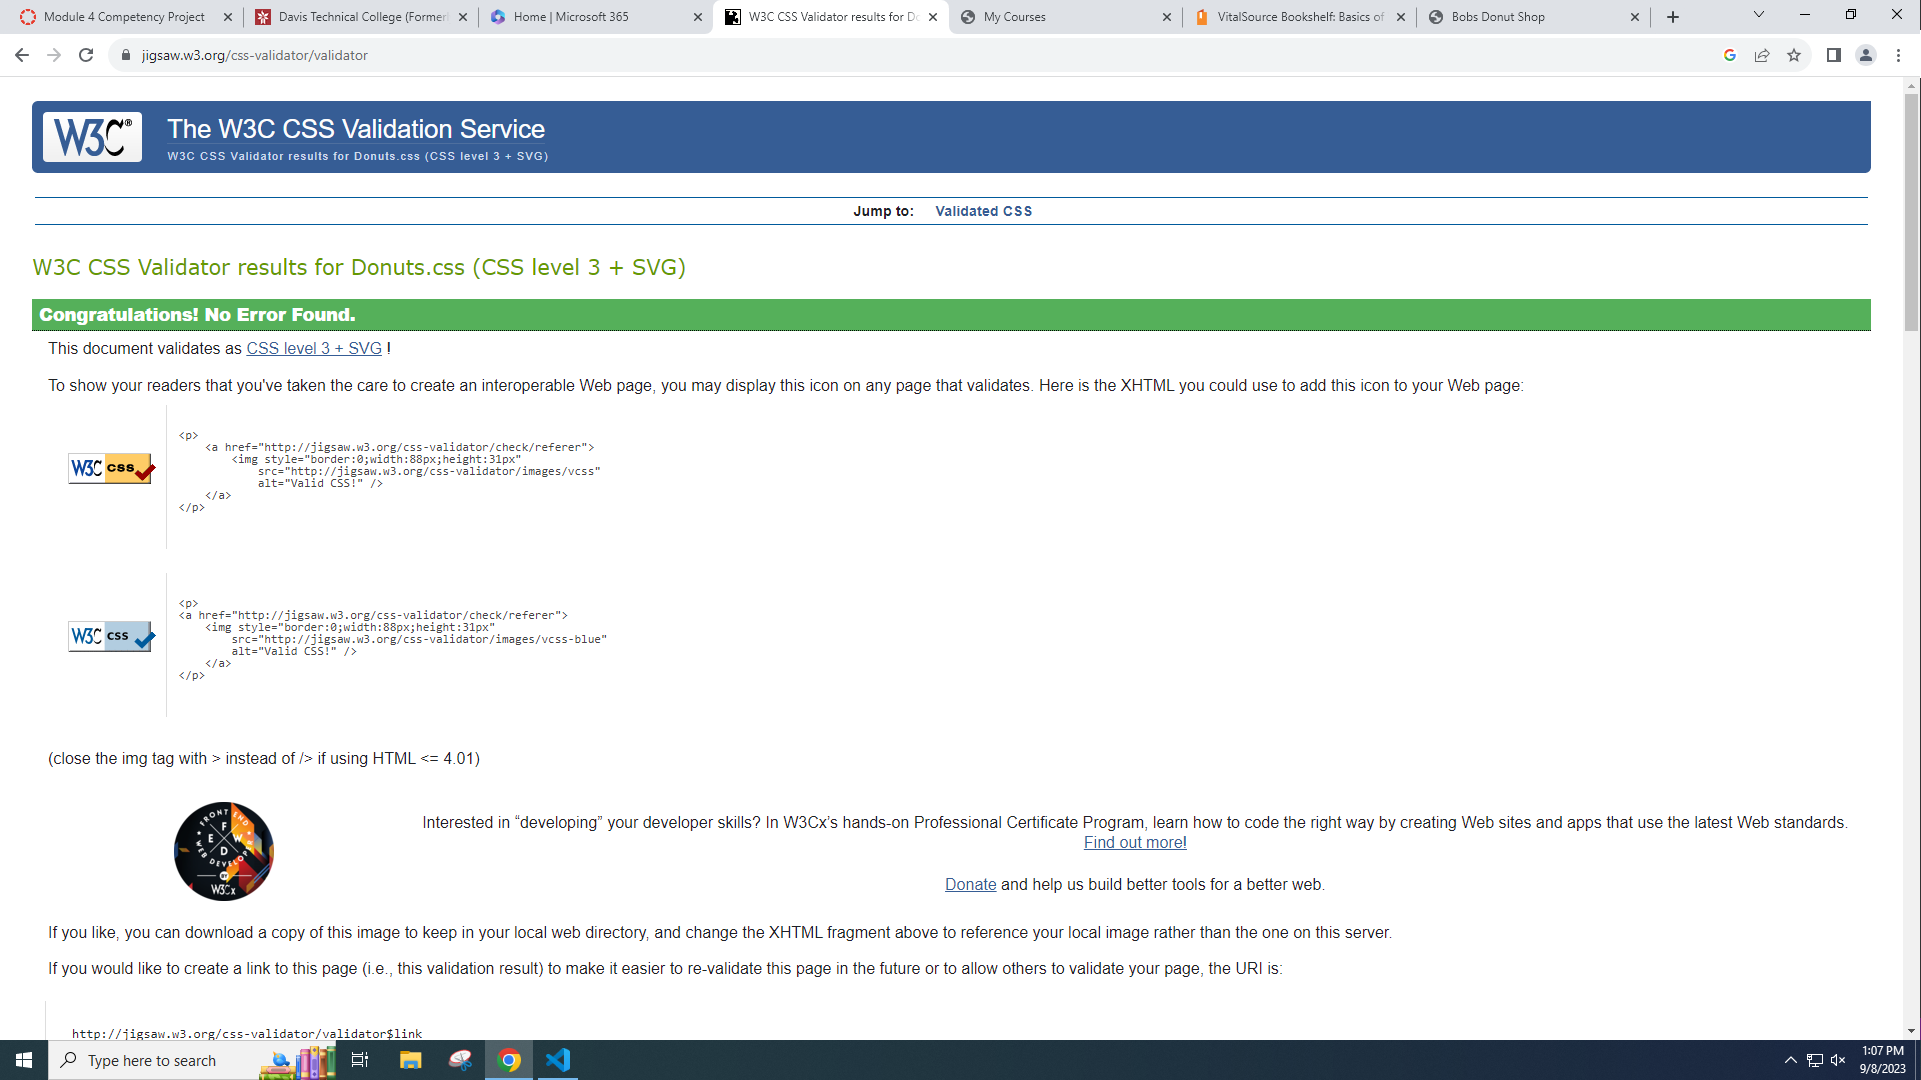 Module 4 Competency Project
Davis Technical College (Former
Home | Microsoft 365
W3C CSS Validator results for Do
My Courses
VitalSource Bookshelf: Basics of
Bobs Donut Shop
jigsaw.w3.org/css-validator/validator
W3C®
The W3C CSS Validation Service
W3C CSS Validator results for Donuts.css (CSS level 3 + SVG)
Jump to: Validated CSS
W3C CSS Validator results for Donuts.css (CSS level 3 + SVG)
Congratulations! No Error Found.
This document validates as CSS level 3 + SVG !
To show your readers that you've taken the care to create an interoperable Web page, you may display this icon on any page that validates. Here is the XHTML you could use to add this icon to your Web page:
W3C css
<p>
<a href="http://jigsaw.w3.org/css-validator/check/referer">
<img style="border:0;width:88px;height:31px"
src="http://jigsaw.w3.org/css-validator/images/vcss"
alt="Valid CSS!" />
</a>
</p>
W3C css
<p>
<a href="http://jigsaw.w3.org/css-validator/check/referer">
<img style="border:0;width:88px;height:31px"
src="http://jigsaw.w3.org/css-validator/images/vcss-blue"
alt="Valid CSS!" />
</a>
</p>
(close the img tag with > instead of /> if using HTML <= 4.01)
FRONT END
F
E W
D
WEB DEVELOPER
BY
W3Cx
Interested in “developing” your developer skills? In W3Cx’s hands-on Professional Certificate Program, learn how to code the right way by creating Web sites and apps that use the latest Web standards.
Find out more!
Donate and help us build better tools for a better web.
If you like, you can download a copy of this image to keep in your local web directory, and change the XHTML fragment above to reference your local image rather than the one on this server.
If you would like to create a link to this page (i.e., this validation result) to make it easier to re-validate this page in the future or to allow others to validate your page, the URI is:
http://jigsaw.w3.org/css-validator/validator$link
Type here to search
1:07 PM
9/8/2023